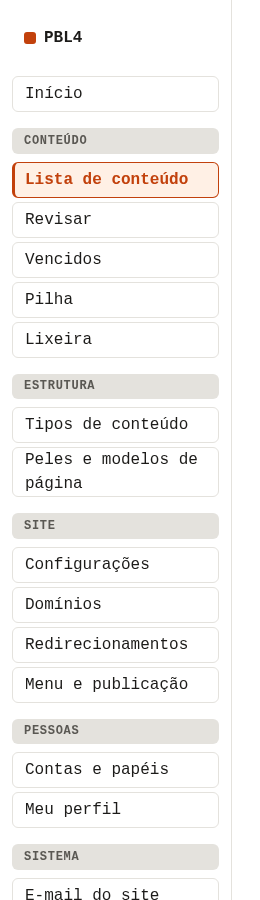 PBL4
Início
CONTEÚDO
Lista de conteúdo
Revisar
Vencidos
Pilha
Lixeira
ESTRUTURA
Tipos de conteúdo
Peles e modelos de
página
SITE
Configurações
Domínios
Redirecionamentos
Menu e publicação
PESSOAS
Contas e papéis
Meu perfil
SISTEMA
E-mail do site